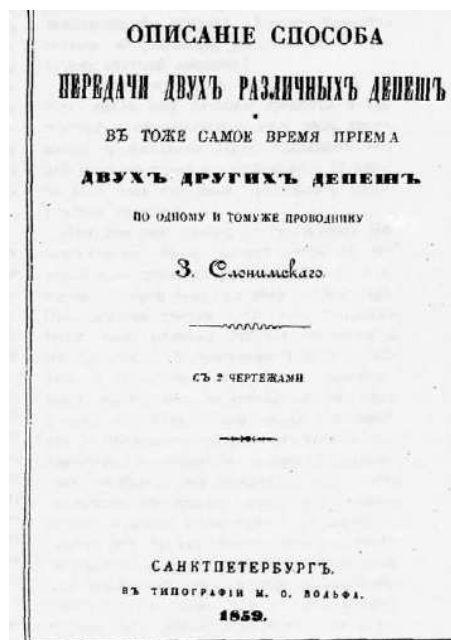 ОПИСАНІЕ СПОСОБА
ПЕРЕДАЧИ ДВУХЪ РАЗЛИЧНЫХЪ ДЕПЕШЪ
ВЪ ТОЖЕ САМОЕ ВРЕМЯ ПРІЕМА
ДВУХЪ ДРУГИХЪ ДЕПЕШЪ
ПО ОДНОМУ И ТОМУЖЕ ПРОВОДНИКУ
З. Слонимскаго.
СЪ 2 ЧЕРТЕЖАМИ
САНКТПЕТЕРБУРГЪ.
ВЪ ТИПОГРАФІИ М. О. ВОЛЬФА.
1859.